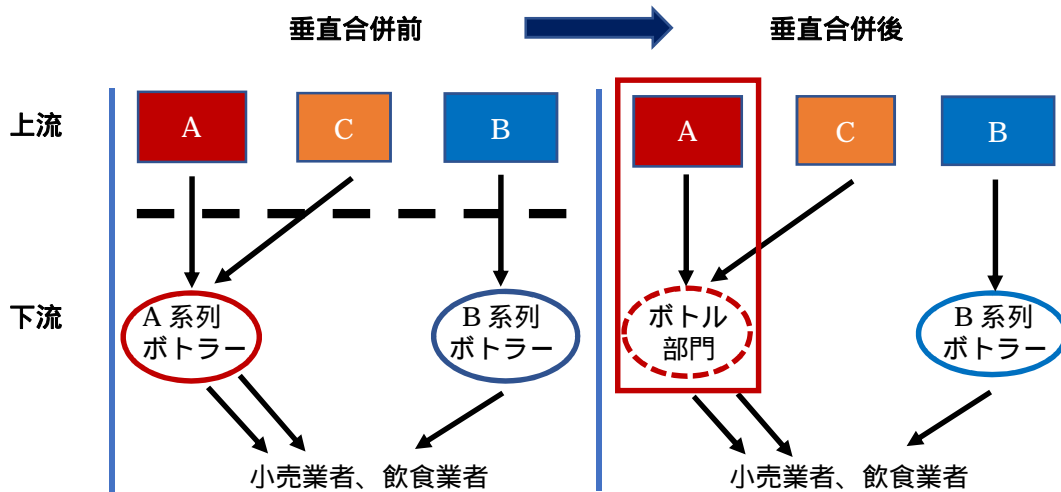 垂直合併前
垂直合併後
上流
A
C
B
A
C
B
下流
A 系列
ボトラー
B 系列
ボトラー
ボトル
部門
B 系列
ボトラー
小売業者、飲食業者
小売業者、飲食業者